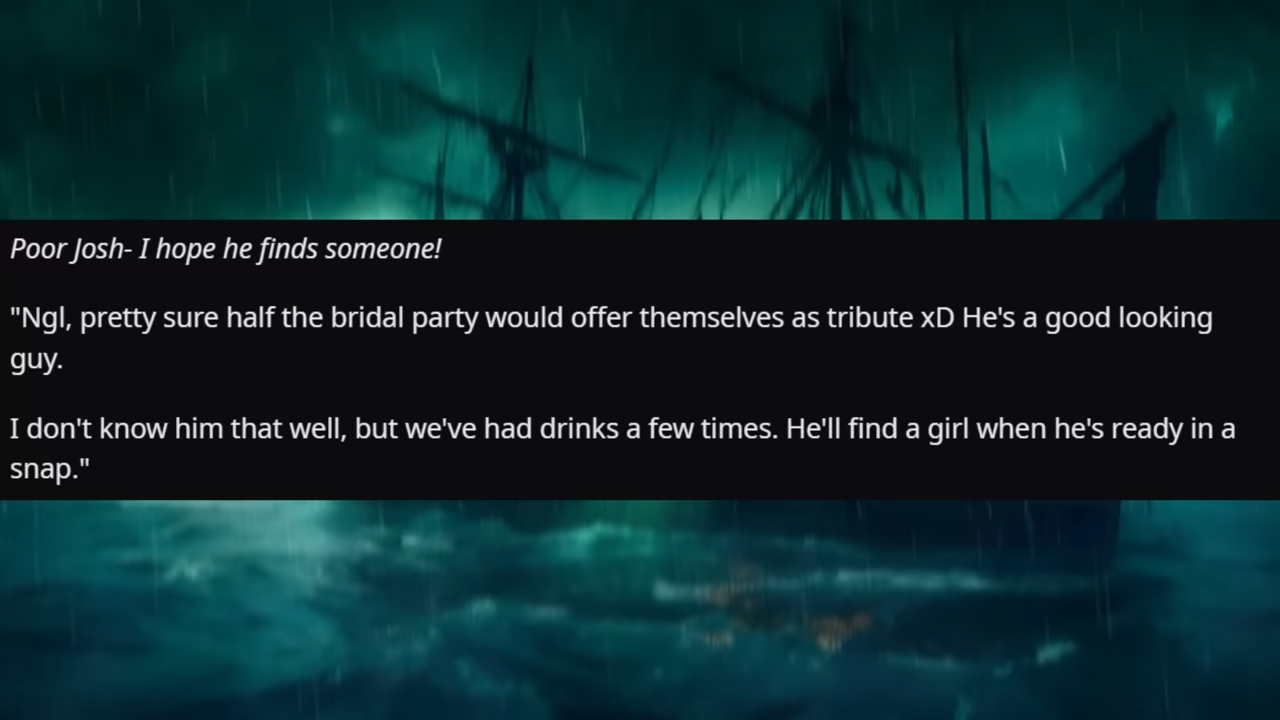 Poor Josh- I hope he finds someone!
"Ngl, pretty sure half the bridal party would offer themselves as tribute xD He's a good looking
guy.
I don't know him that well, but we've had drinks a few times. He'll find a girl when he's ready in a
snap."